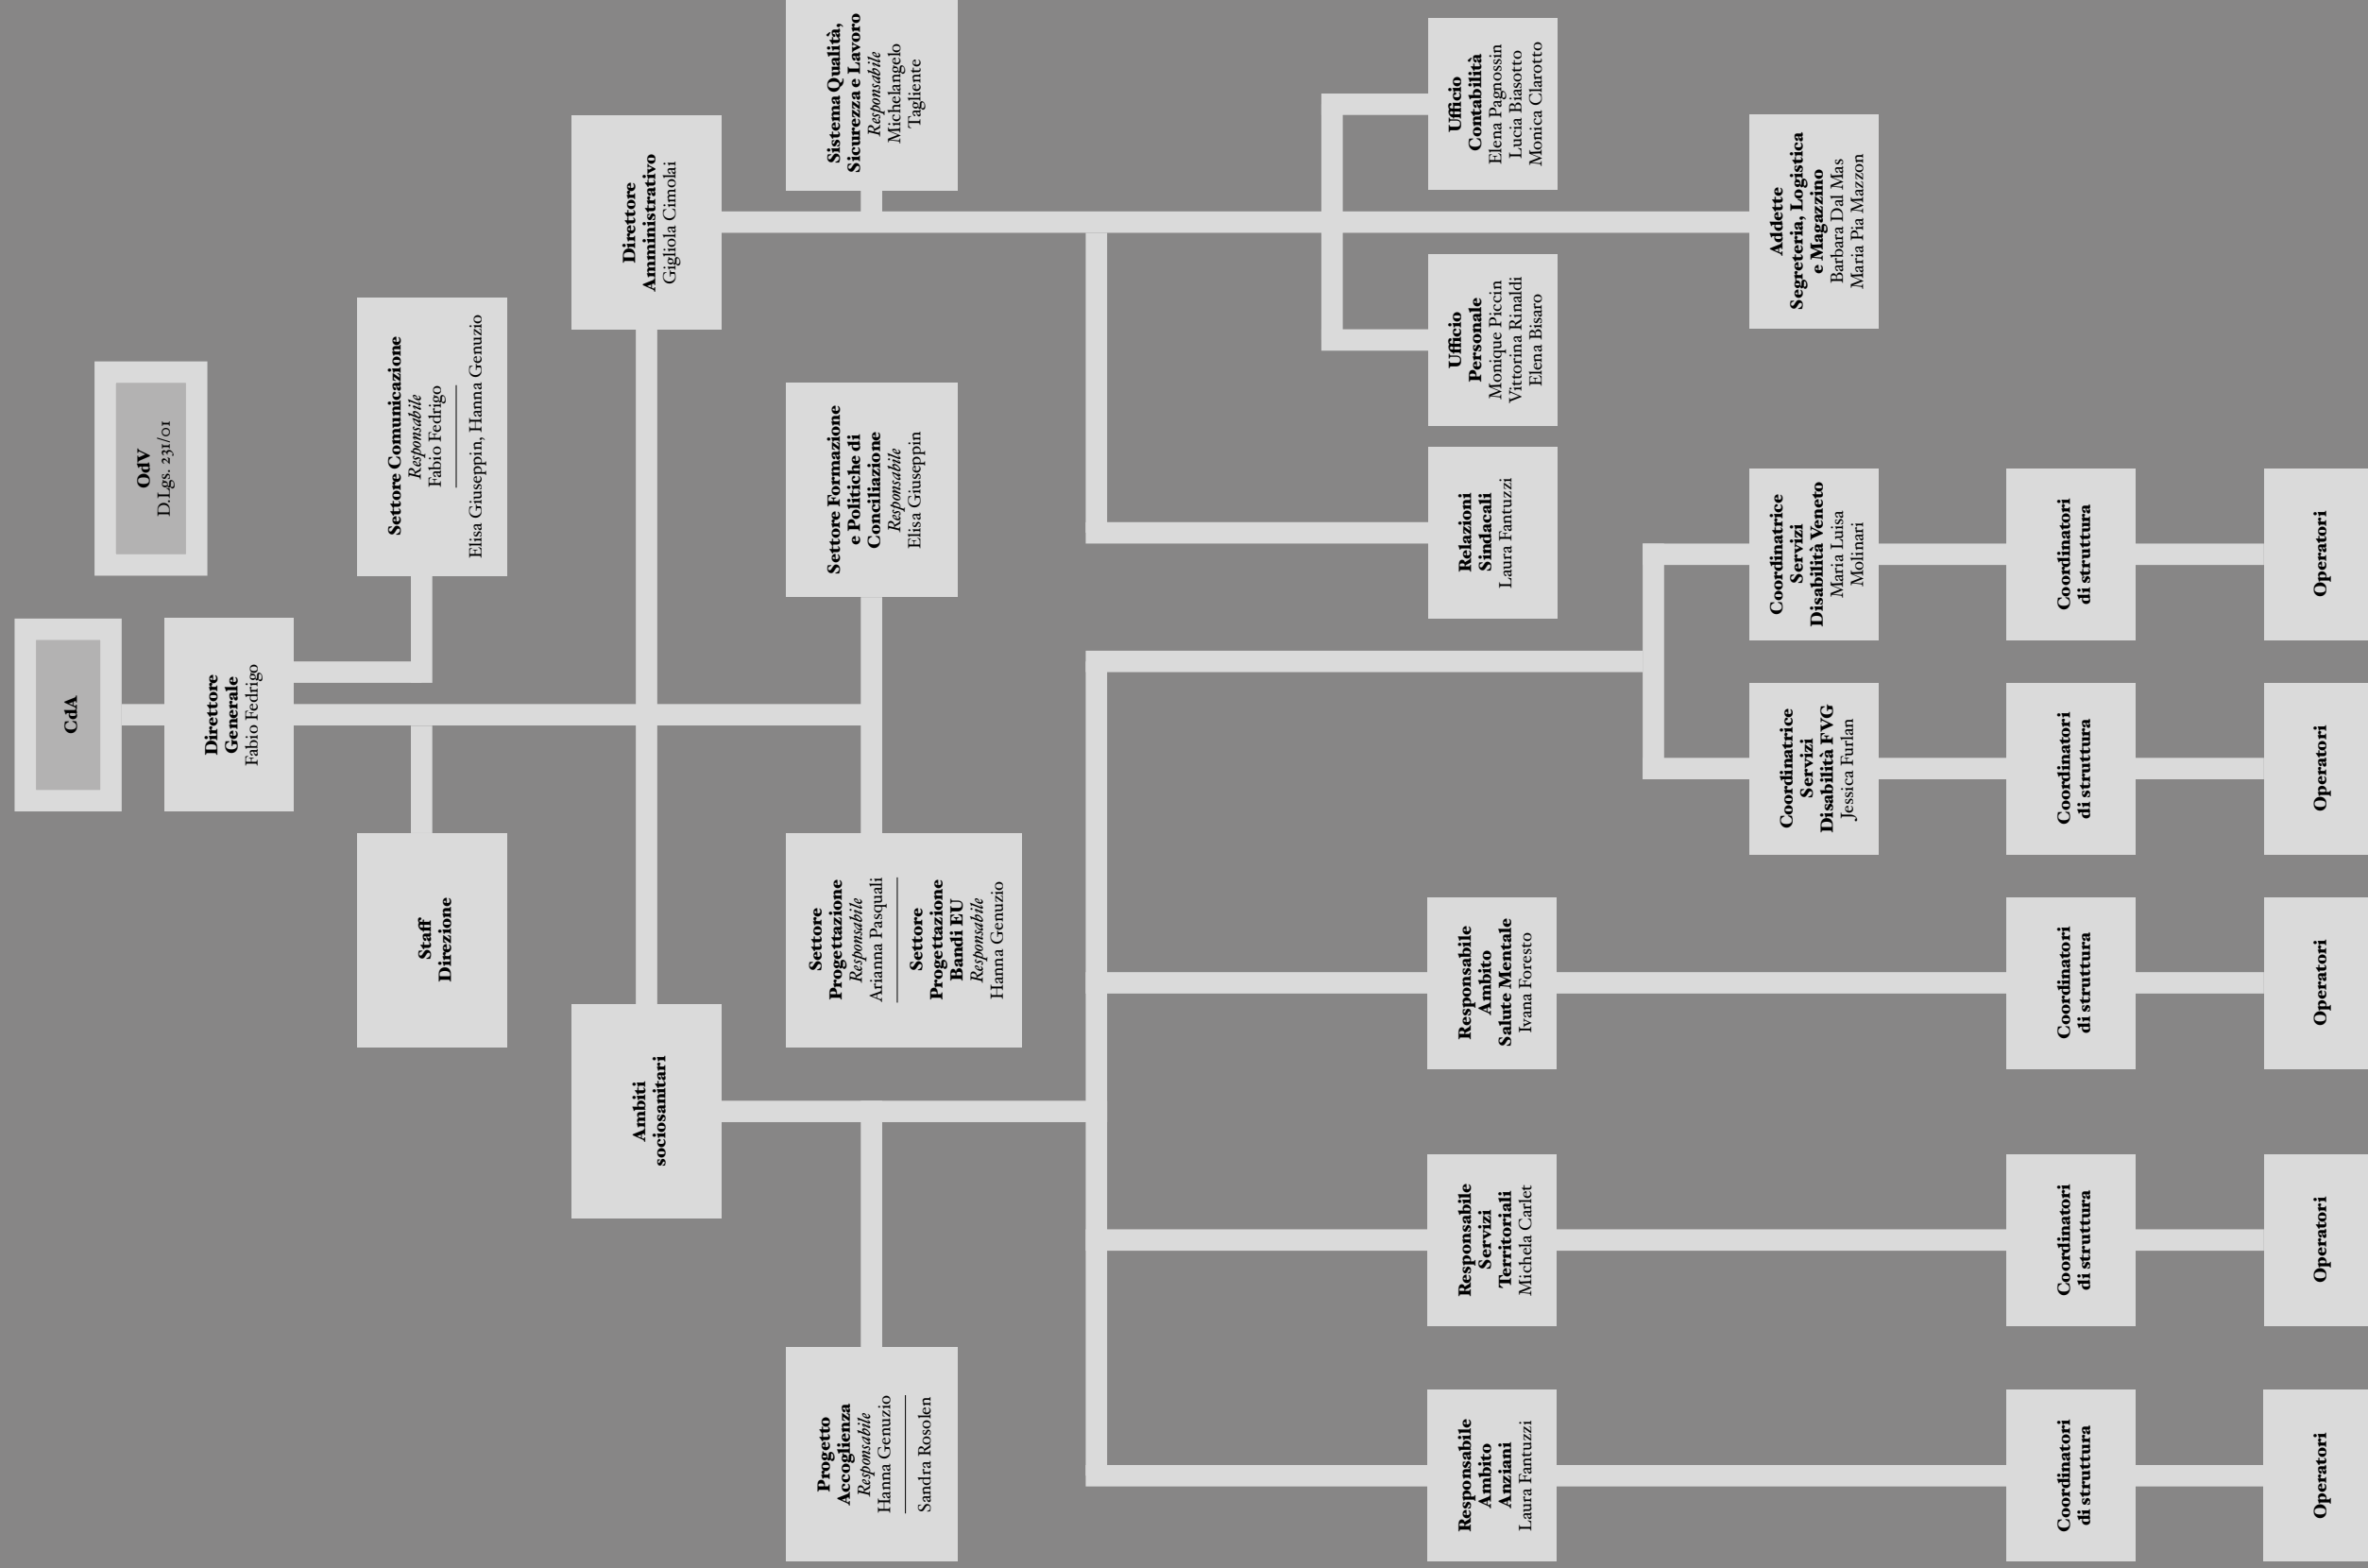 CdA
OdV
D.Lgs. 231/01
Direttore
Generale
Fabio Fedrigo
Staff
Direzione
Settore Comunicazione
Responsabile
Fabio Fedrigo
Elisa Giuseppin, Hanna Genuzio
Ambiti
sociosanitari
Direttore
Amministrativo
Gigliola Cimolai
Progetto
Accoglienza
Responsabile
Hanna Genuzio
Sandra Rosolen
Settore
Progettazione
Responsabile
Arianna Pasquali
Settore
Progettazione
Bandi EU
Responsabile
Hanna Genuzio
Settore Formazione
e Politiche di
Conciliazione
Responsabile
Elisa Giuseppin
Sistema Qualità,
Sicurezza e Lavoro
Responsabile
Michelangelo
Tagliente
Responsabile
Ambito
Anziani
Laura Fantuzzi
Responsabile
Servizi
Territoriali
Michela Carlet
Responsabile
Ambito
Salute Mentale
Ivana Foresto
Relazioni
Sindacali
Laura Fantuzzi
Ufficio
Personale
Monique Piccin
Vittorina Rinaldi
Elena Bisaro
Ufficio
Contabilità
Elena Pagnossin
Lucia Biasotto
Monica Clarotto
Coordinatrice
Servizi
Disabilità FVG
Jessica Furlan
Coordinatrice
Servizi
Disabilità Veneto
Maria Luisa
Molinari
Addette
Segreteria, Logistica
e Magazzino
Barbara Dal Mas
Maria Pia Mazzon
Coordinatori
di struttura
Coordinatori
di struttura
Coordinatori
di struttura
Coordinatori
di struttura
Coordinatori
di struttura
Operatori
Operatori
Operatori
Operatori
Operatori